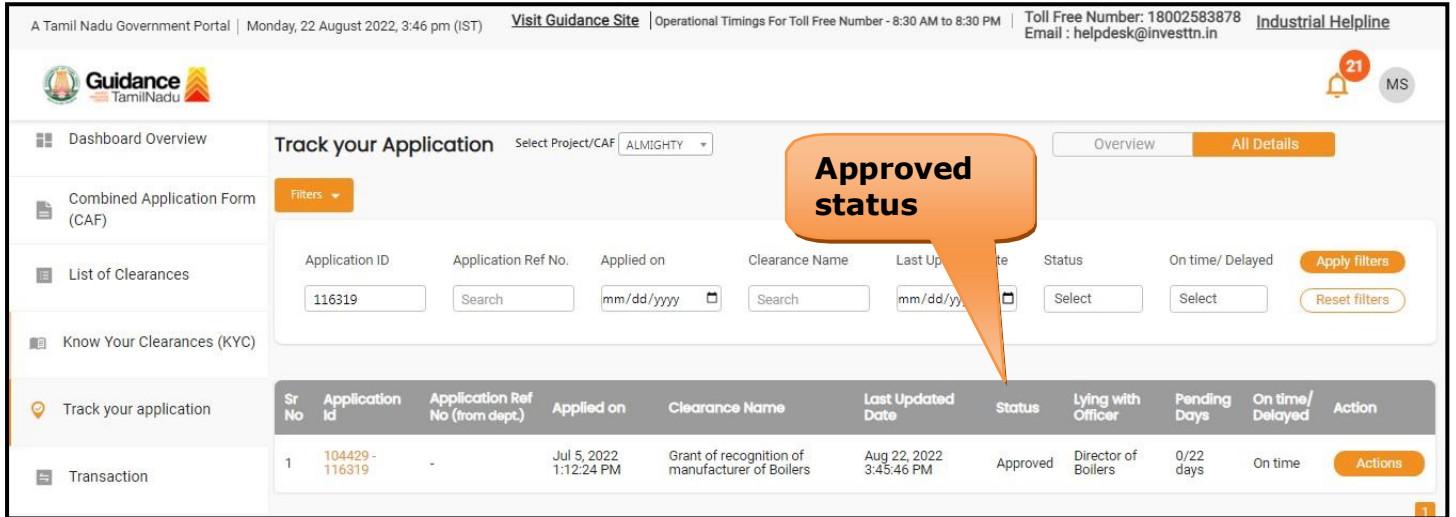 A Tamil Nadu Government Portal | Monday, 22 August 2022, 3:46 pm (IST) Visit Guidance Site | Operational Timings For Toll Free Number - 8:30 AM to 8:30 PM | Toll Free Number: 18002583878 Industrial Helpline
Email : helpdesk@investtn.in
Guidance
TamilNadu
21
MS
Dashboard Overview
Combined Application Form
(CAF)
List of Clearances
Know Your Clearances (KYC)
Track your application
Transaction
Track your Application Select Project/CAF ALMIGHTY
Overview All Details
Approved
status
Filters
Application ID Application Ref No. Applied on Clearance Name Last Up te Status On time/ Delayed Apply filters
116319 Search mm/dd/yyyy Search mm/dd/yy Select Select Reset filters
Sr No Application Id Application Ref No (from dept.) Applied on Clearance Name Last Updated Date Status Lying with Officer Pending Days On time/ Delayed Action
1 104429 - 116319 - Jul 5, 2022 1:12:24 PM Grant of recognition of manufacturer of Boilers Aug 22, 2022 3:45:46 PM Approved Director of Boilers 0/22 days On time Actions
1